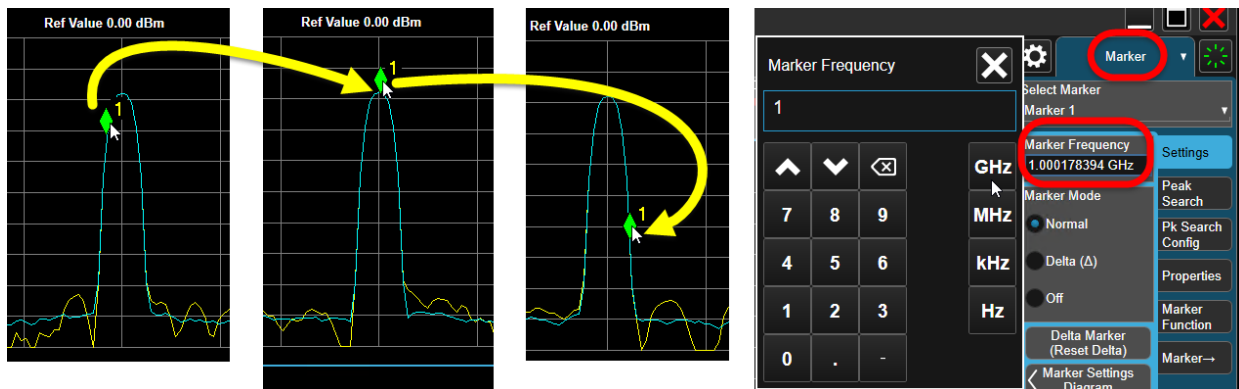 Ref Value 0.00 dBm
1
Ref Value 0.00 dBm
1
Ref Value 0.00 dBm
1
Marker Frequency
1
GHz
7 8 9 MHz
4 5 6 kHz
1 2 3 Hz
0 . -
Marker
Select Marker
Marker 1
Marker Frequency
1.000178394 GHz
Marker Mode
Normal
Delta (Δ)
Off
Delta Marker
(Reset Delta)
Marker Settings
Diagram
Settings
Peak
Search
Pk Search
Config
Properties
Marker
Function
Marker→